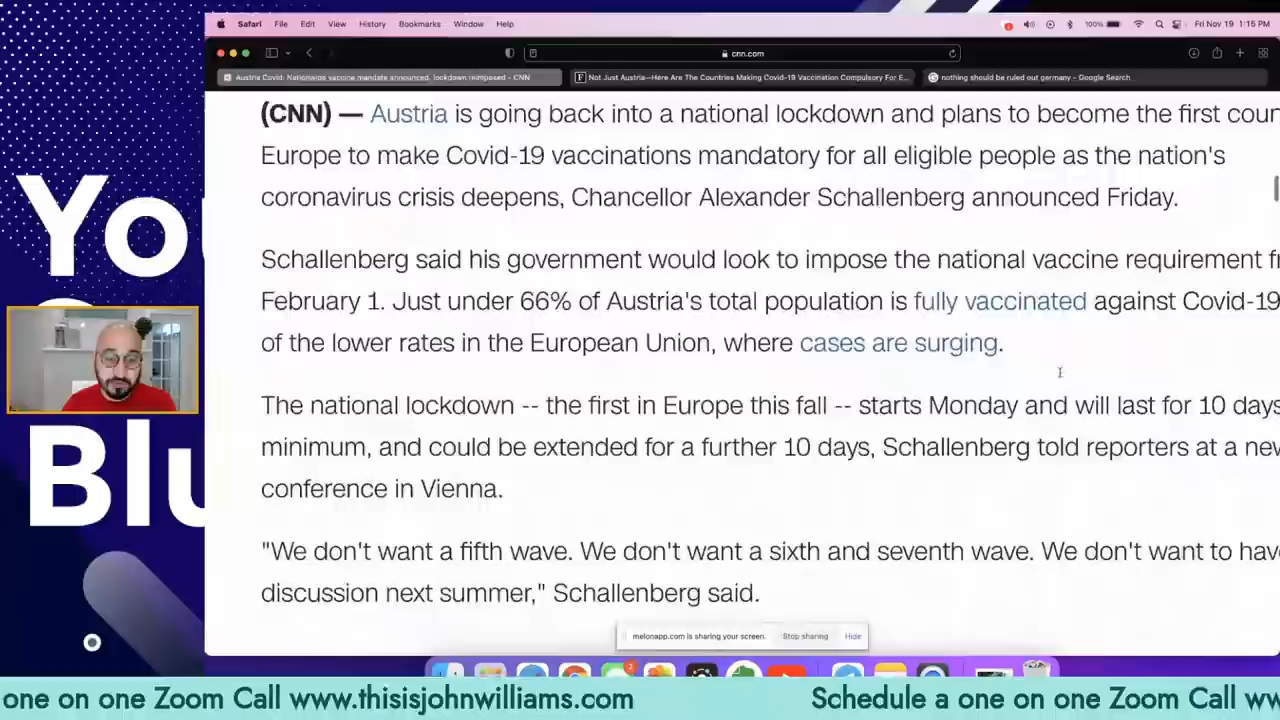 Safari File Edit View History Bookmarks Window Help 100% Fri Nov 19 1:15 PM
cnn.com
Austria Covid: Nationwide vaccine mandate announced, lockdown reimposed - CNN
Not Just Austria—Here Are The Countries Making Covid-19 Vaccination Compulsory For E...
nothing should be ruled out germany - Google Search
(CNN) — Austria is going back into a national lockdown and plans to become the first coun
Europe to make Covid-19 vaccinations mandatory for all eligible people as the nation's
coronavirus crisis deepens, Chancellor Alexander Schallenberg announced Friday.
Schallenberg said his government would look to impose the national vaccine requirement fr
February 1. Just under 66% of Austria's total population is fully vaccinated against Covid-19
of the lower rates in the European Union, where cases are surging.
The national lockdown -- the first in Europe this fall -- starts Monday and will last for 10 days
minimum, and could be extended for a further 10 days, Schallenberg told reporters at a new
conference in Vienna.
"We don't want a fifth wave. We don't want a sixth and seventh wave. We don't want to have
discussion next summer," Schallenberg said.
melonapp.com is sharing your screen. Stop sharing Hide
2
You
Blu
one on one Zoom Call www.thisisjohnwilliams.com Schedule a one on one Zoom Call ww